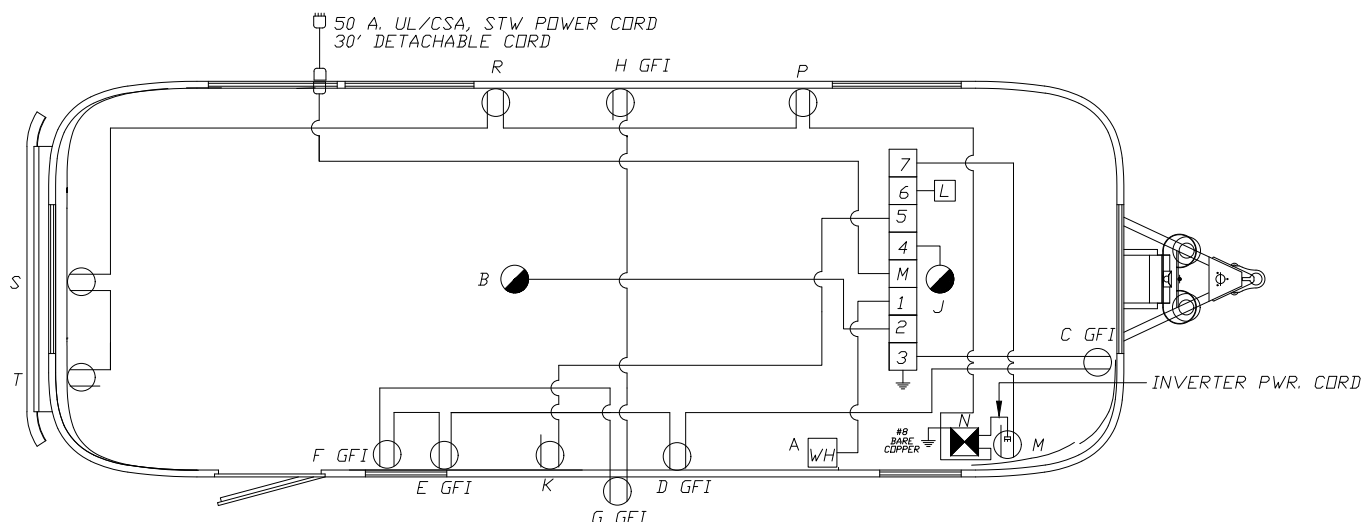 50 A. UL/CSA, STW POWER CORD
30' DETACHABLE CORD
R
H GFI
P
7
6
L
5
4
M
1
2
3
J
B
S
T
C GFI
INVERTER PWR. CORD
N
#8
BARE
COPPER
M
A
WH
F GFI
E GFI
K
D GFI
G GFI